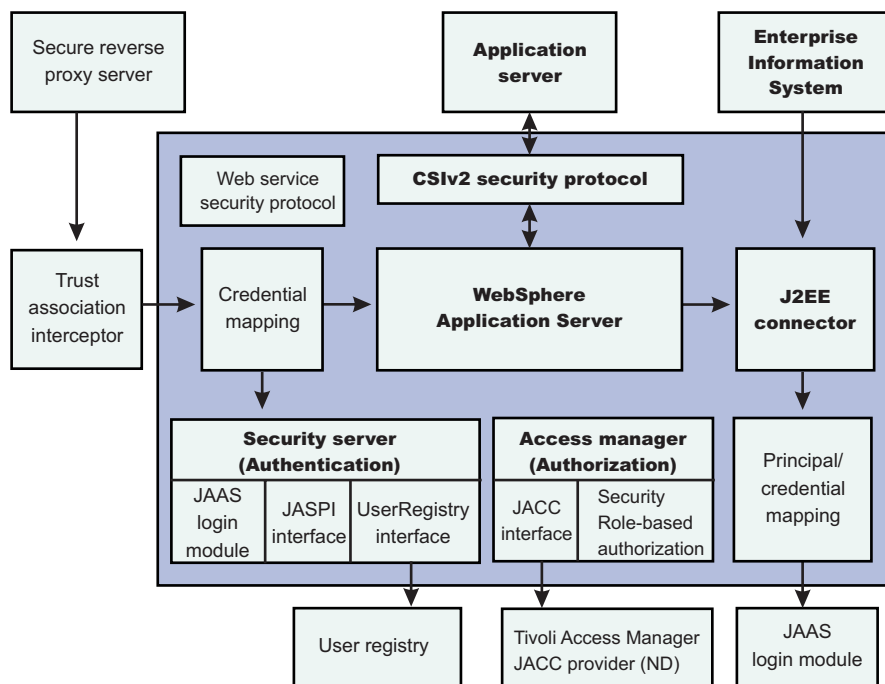 Secure reverse
proxy server
Application
server
Enterprise
Information
System
Web service
security protocol
CSIv2 security protocol
Trust
association
interceptor
Credential
mapping
WebSphere
Application Server
J2EE
connector
Security server
(Authentication)
JAAS
login
module
JASPI
interface
UserRegistry
interface
Access manager
(Authorization)
JACC
interface
Security
Role-based
authorization
Principal/
credential
mapping
User registry
Tivoli Access Manager
JACC provider (ND)
JAAS
login module